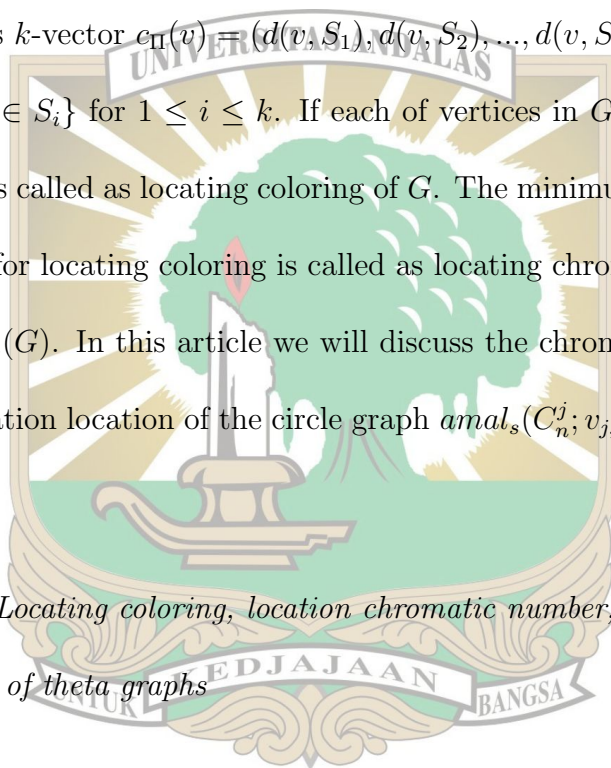 s k-vector c_Π(v) = (d(v, S_1), d(v, S_2), ..., d(v, S
UNIVERSITAS ANDALAS
∈ S_i} for 1 ≤ i ≤ k. If each of vertices in G
s called as locating coloring of G. The minimu
for locating coloring is called as locating chro
(G). In this article we will discuss the chrom
tion location of the circle graph amal_s(C_n^j; v_j
Locating coloring, location chromatic number,
of theta graphs
UNTUK KEDJAJAAN BANGSA